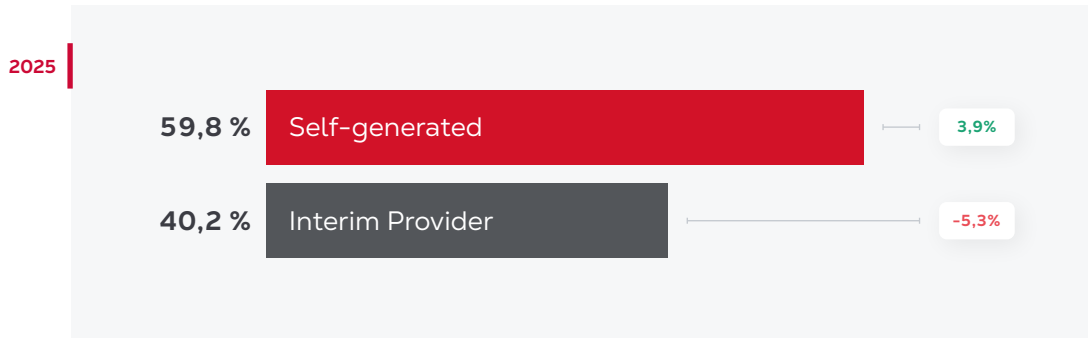 2025
59,8 % Self-generated 3,9%
40,2 % Interim Provider -5,3%